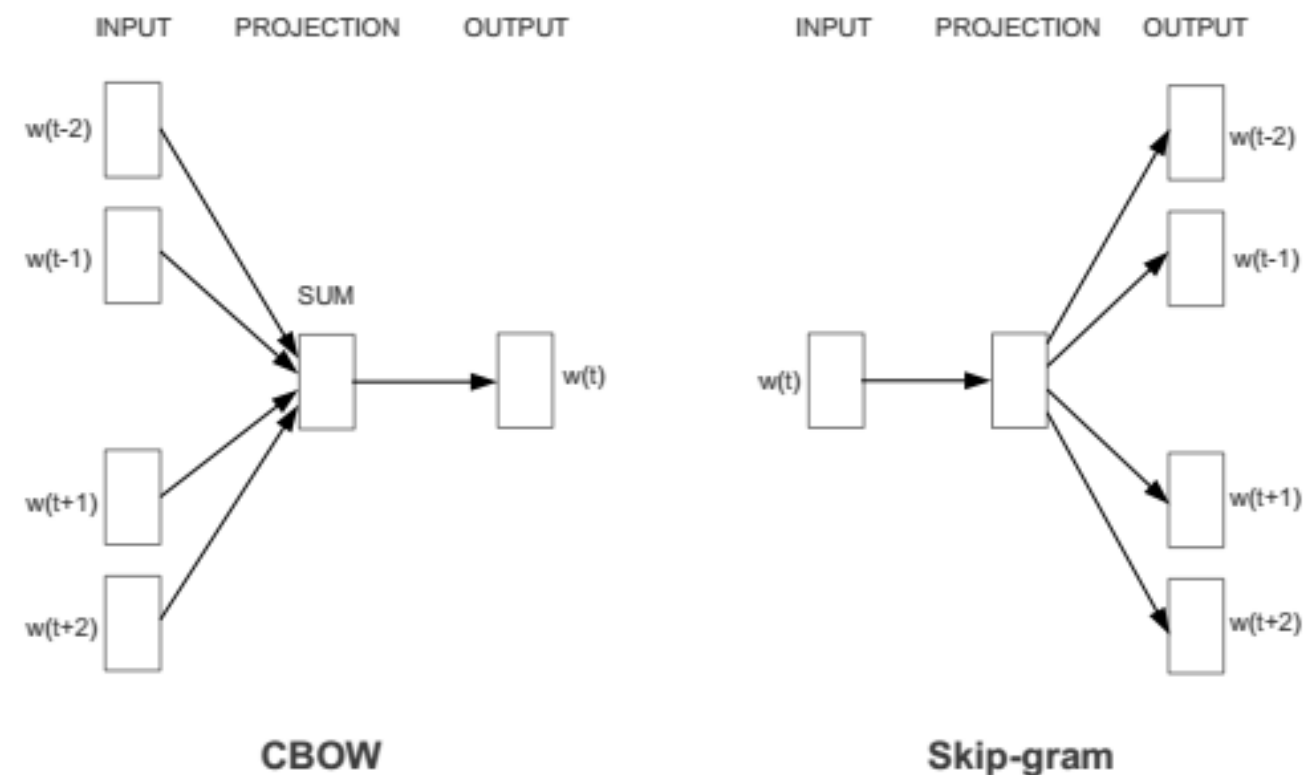 INPUT PROJECTION OUTPUT
w(t-2)
w(t-1)
SUM
w(t)
w(t+1)
w(t+2)
CBOW
INPUT PROJECTION OUTPUT
w(t-2)
w(t-1)
w(t)
w(t+1)
w(t+2)
Skip-gram